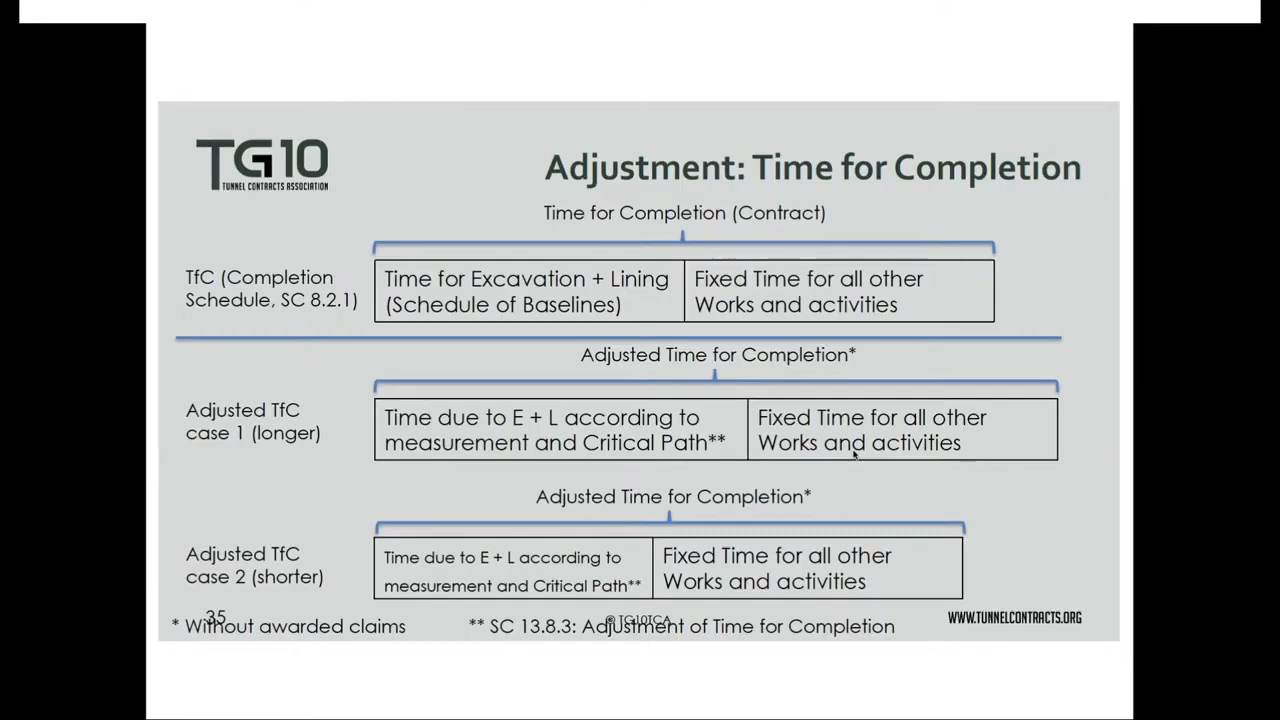 TG10
TUNNEL CONTRACTS ASSOCIATION
Adjustment: Time for Completion
Time for Completion (Contract)
TfC (Completion
Schedule, SC 8.2.1)
Time for Excavation + Lining
(Schedule of Baselines)
Fixed Time for all other
Works and activities
Adjusted Time for Completion*
Adjusted TfC
case 1 (longer)
Time due to E + L according to
measurement and Critical Path**
Fixed Time for all other
Works and activities
Adjusted Time for Completion*
Adjusted TfC
case 2 (shorter)
Time due to E + L according to
measurement and Critical Path**
Fixed Time for all other
Works and activities
35
© TG10TCA
WWW.TUNNELCONTRACTS.ORG
* Without awarded claims
** SC 13.8.3: Adjustment of Time for Completion